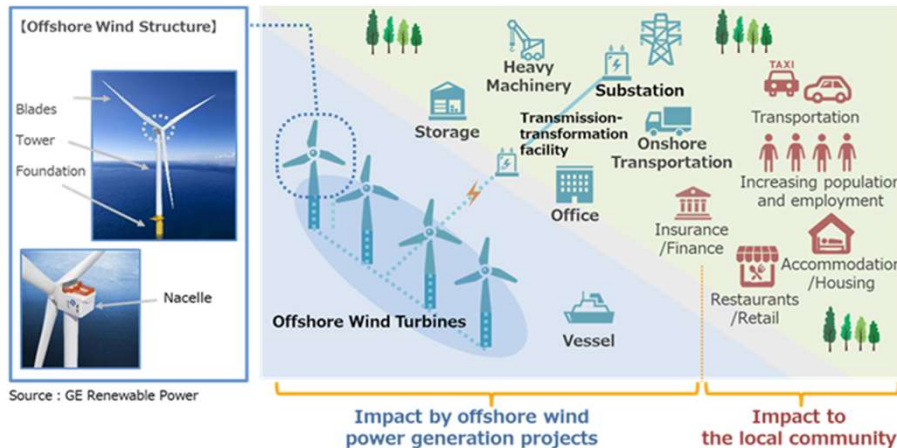 【Offshore Wind Structure】
Blades
Tower
Foundation
Nacelle
Source : GE Renewable Power
Heavy
Machinery
Substation
Storage
Transmission-
transformation
facility
Onshore
Transportation
Office
Insurance
/Finance
TAXI
Transportation
Increasing population
and employment
Accommodation
/Housing
Restaurants
/Retail
Offshore Wind Turbines
Vessel
Impact by offshore wind
power generation projects
Impact to
the local community